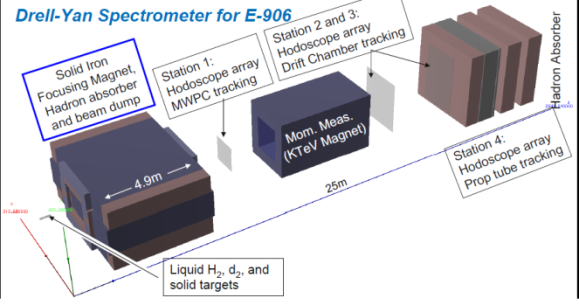 Drell-Yan Spectrometer for E-906
Solid Iron
Focusing Magnet,
Hadron absorber
and beam dump
Station 1:
Hodoscope array
MWPC tracking
Station 2 and 3:
Hodoscope array
Drift Chamber tracking
Hadron Absorber
Mom. Meas.
(KTeV Magnet)
4.9m
25m
Station 4:
Hodoscope array
Prop tube tracking
Liquid H2, d2, and
solid targets